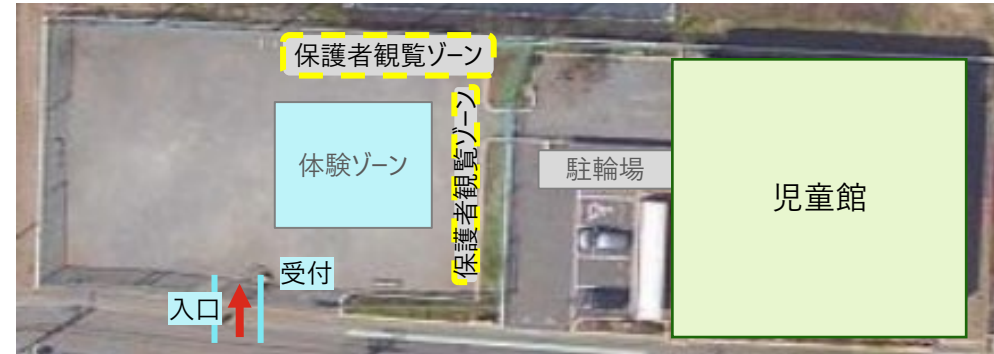 保護者観覧ゾーン
保護者観覧ゾーン
体験ゾーン
駐輪場
児童館
受付
入口